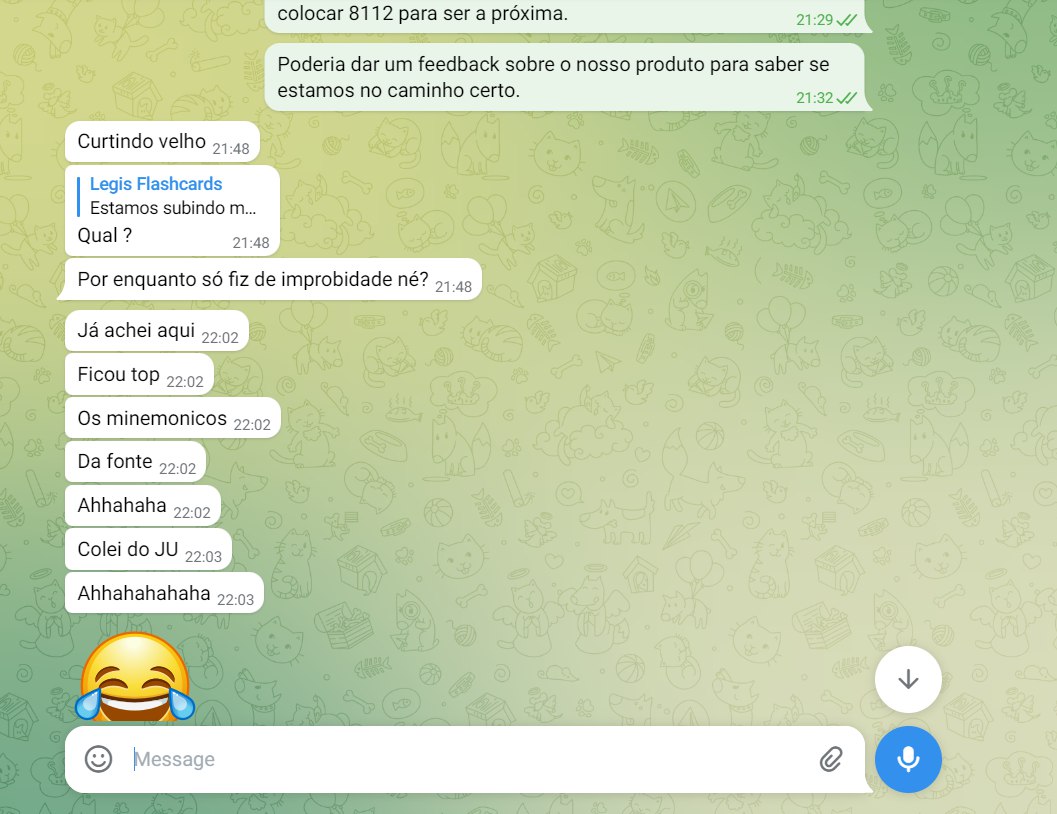 colocar 8112 para ser a próxima.
21:29
Poderia dar um feedback sobre o nosso produto para saber se
estamos no caminho certo.
21:32
Curtindo velho 21:48
Legis Flashcards
Estamos subindo m...
Qual ? 21:48
Por enquanto só fiz de improbidade né? 21:48
Já achei aqui 22:02
Ficou top 22:02
Os minemonicos 22:02
Da fonte 22:02
Ahhahaha 22:02
Colei do JU 22:03
Ahhahahahaha 22:03
Message